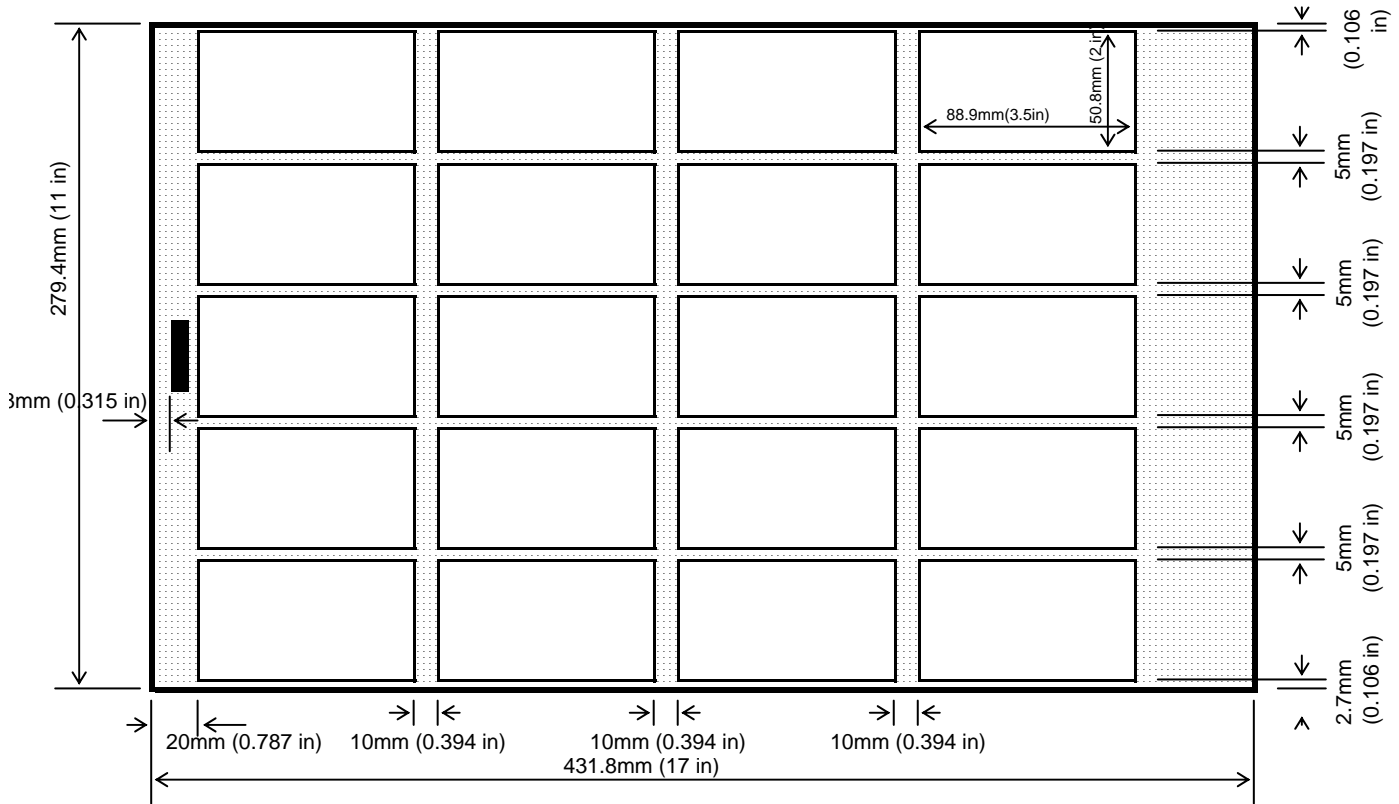 (0.106
in)
50.8mm (2 in)
88.9mm(3.5in)
5mm
(0.197 in)
279.4mm (11 in)
5mm
(0.197 in)
mm (0.315 in)
5mm
(0.197 in)
5mm
(0.197 in)
2.7mm
(0.106 in)
20mm (0.787 in)
10mm (0.394 in)
10mm (0.394 in)
10mm (0.394 in)
431.8mm (17 in)